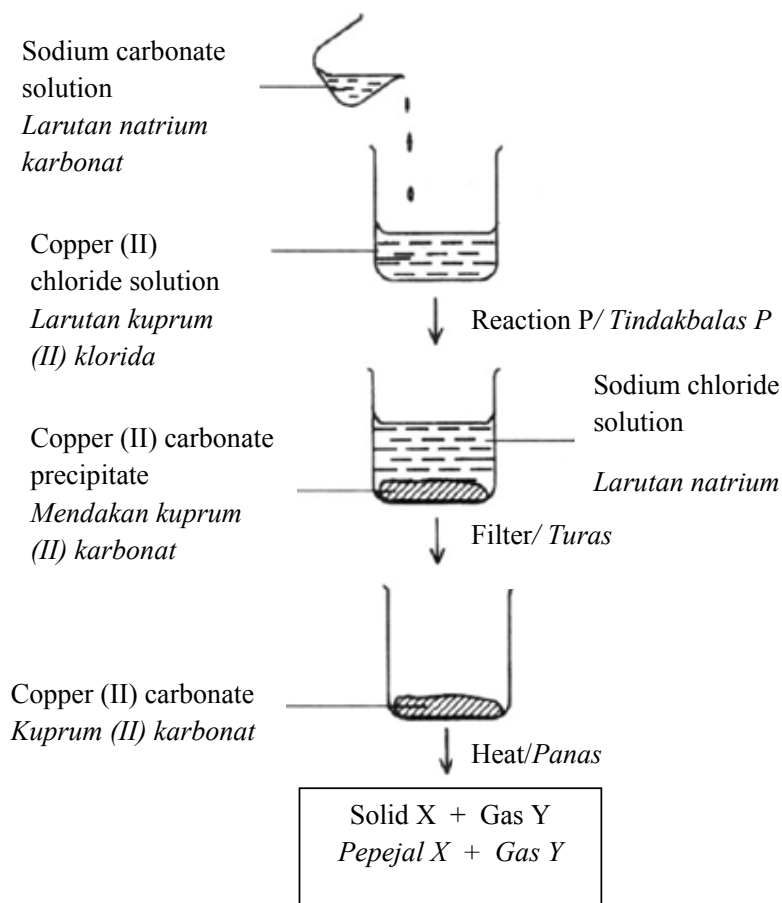 Sodium carbonate
solution
Larutan natrium
karbonat
Copper (II)
chloride solution
Larutan kuprum
(II) klorida
Reaction P/ Tindakbalas P
Sodium chloride
solution
Larutan natrium
Copper (II) carbonate
precipitate
Mendakan kuprum
(II) karbonat
Filter/ Turas
Copper (II) carbonate
Kuprum (II) karbonat
Heat/Panas
Solid X + Gas Y
Pepejal X + Gas Y